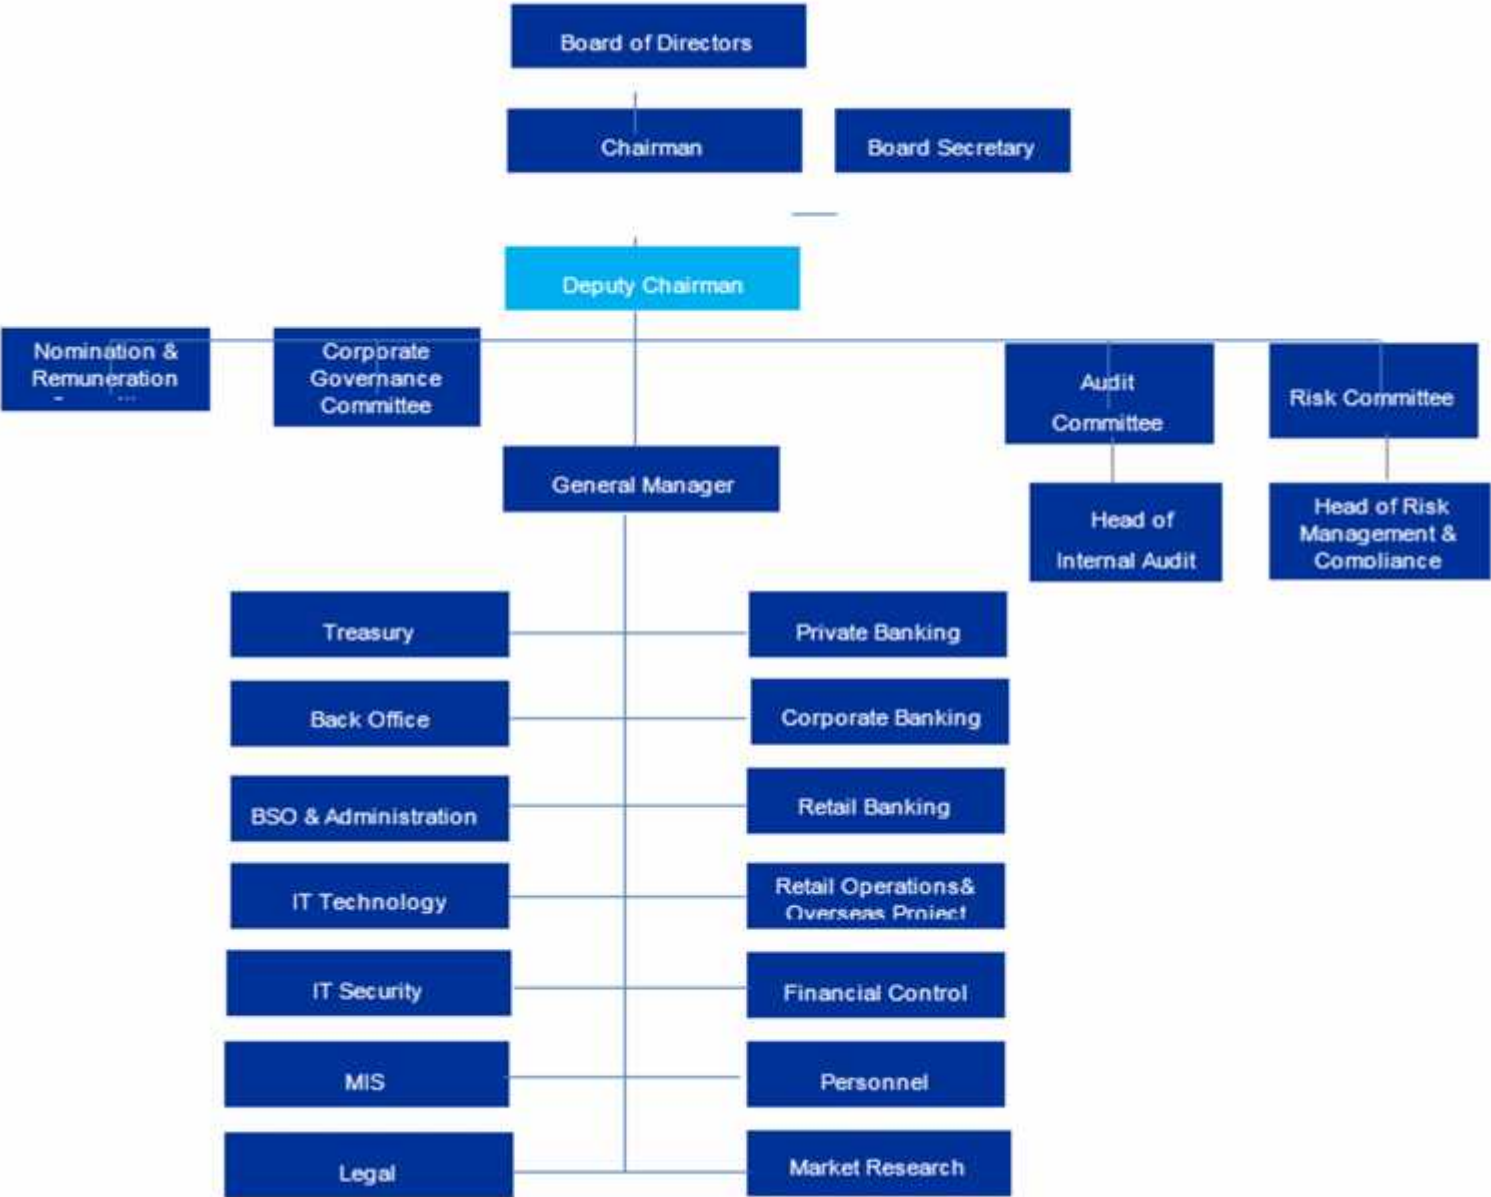 Board of Directors
Chairman
Board Secretary
Deputy Chairman
Nomination &
Remuneration
Corporate
Governance
Committee
Audit
Committee
Risk Committee
General Manager
Head of
Internal Audit
Head of Risk
Management &
Compliance
Treasury
Private Banking
Back Office
Corporate Banking
BSO & Administration
Retail Banking
IT Technology
Retail Operations&
Overseas Project
IT Security
Financial Control
MIS
Personnel
Legal
Market Research